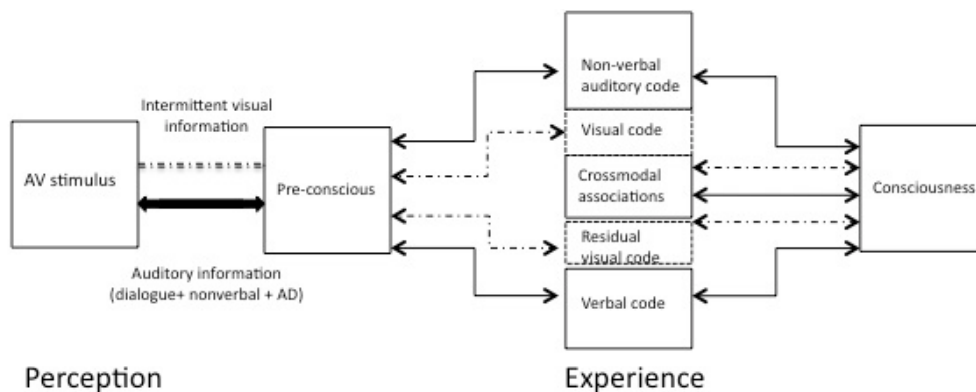 Intermittent visual
information
AV stimulus
Auditory information
(dialogue+ nonverbal + AD)
Pre-conscious
Non-verbal
auditory code
Visual code
Crossmodal
associations
Residual
visual code
Verbal code
Consciousness
Perception
Experience